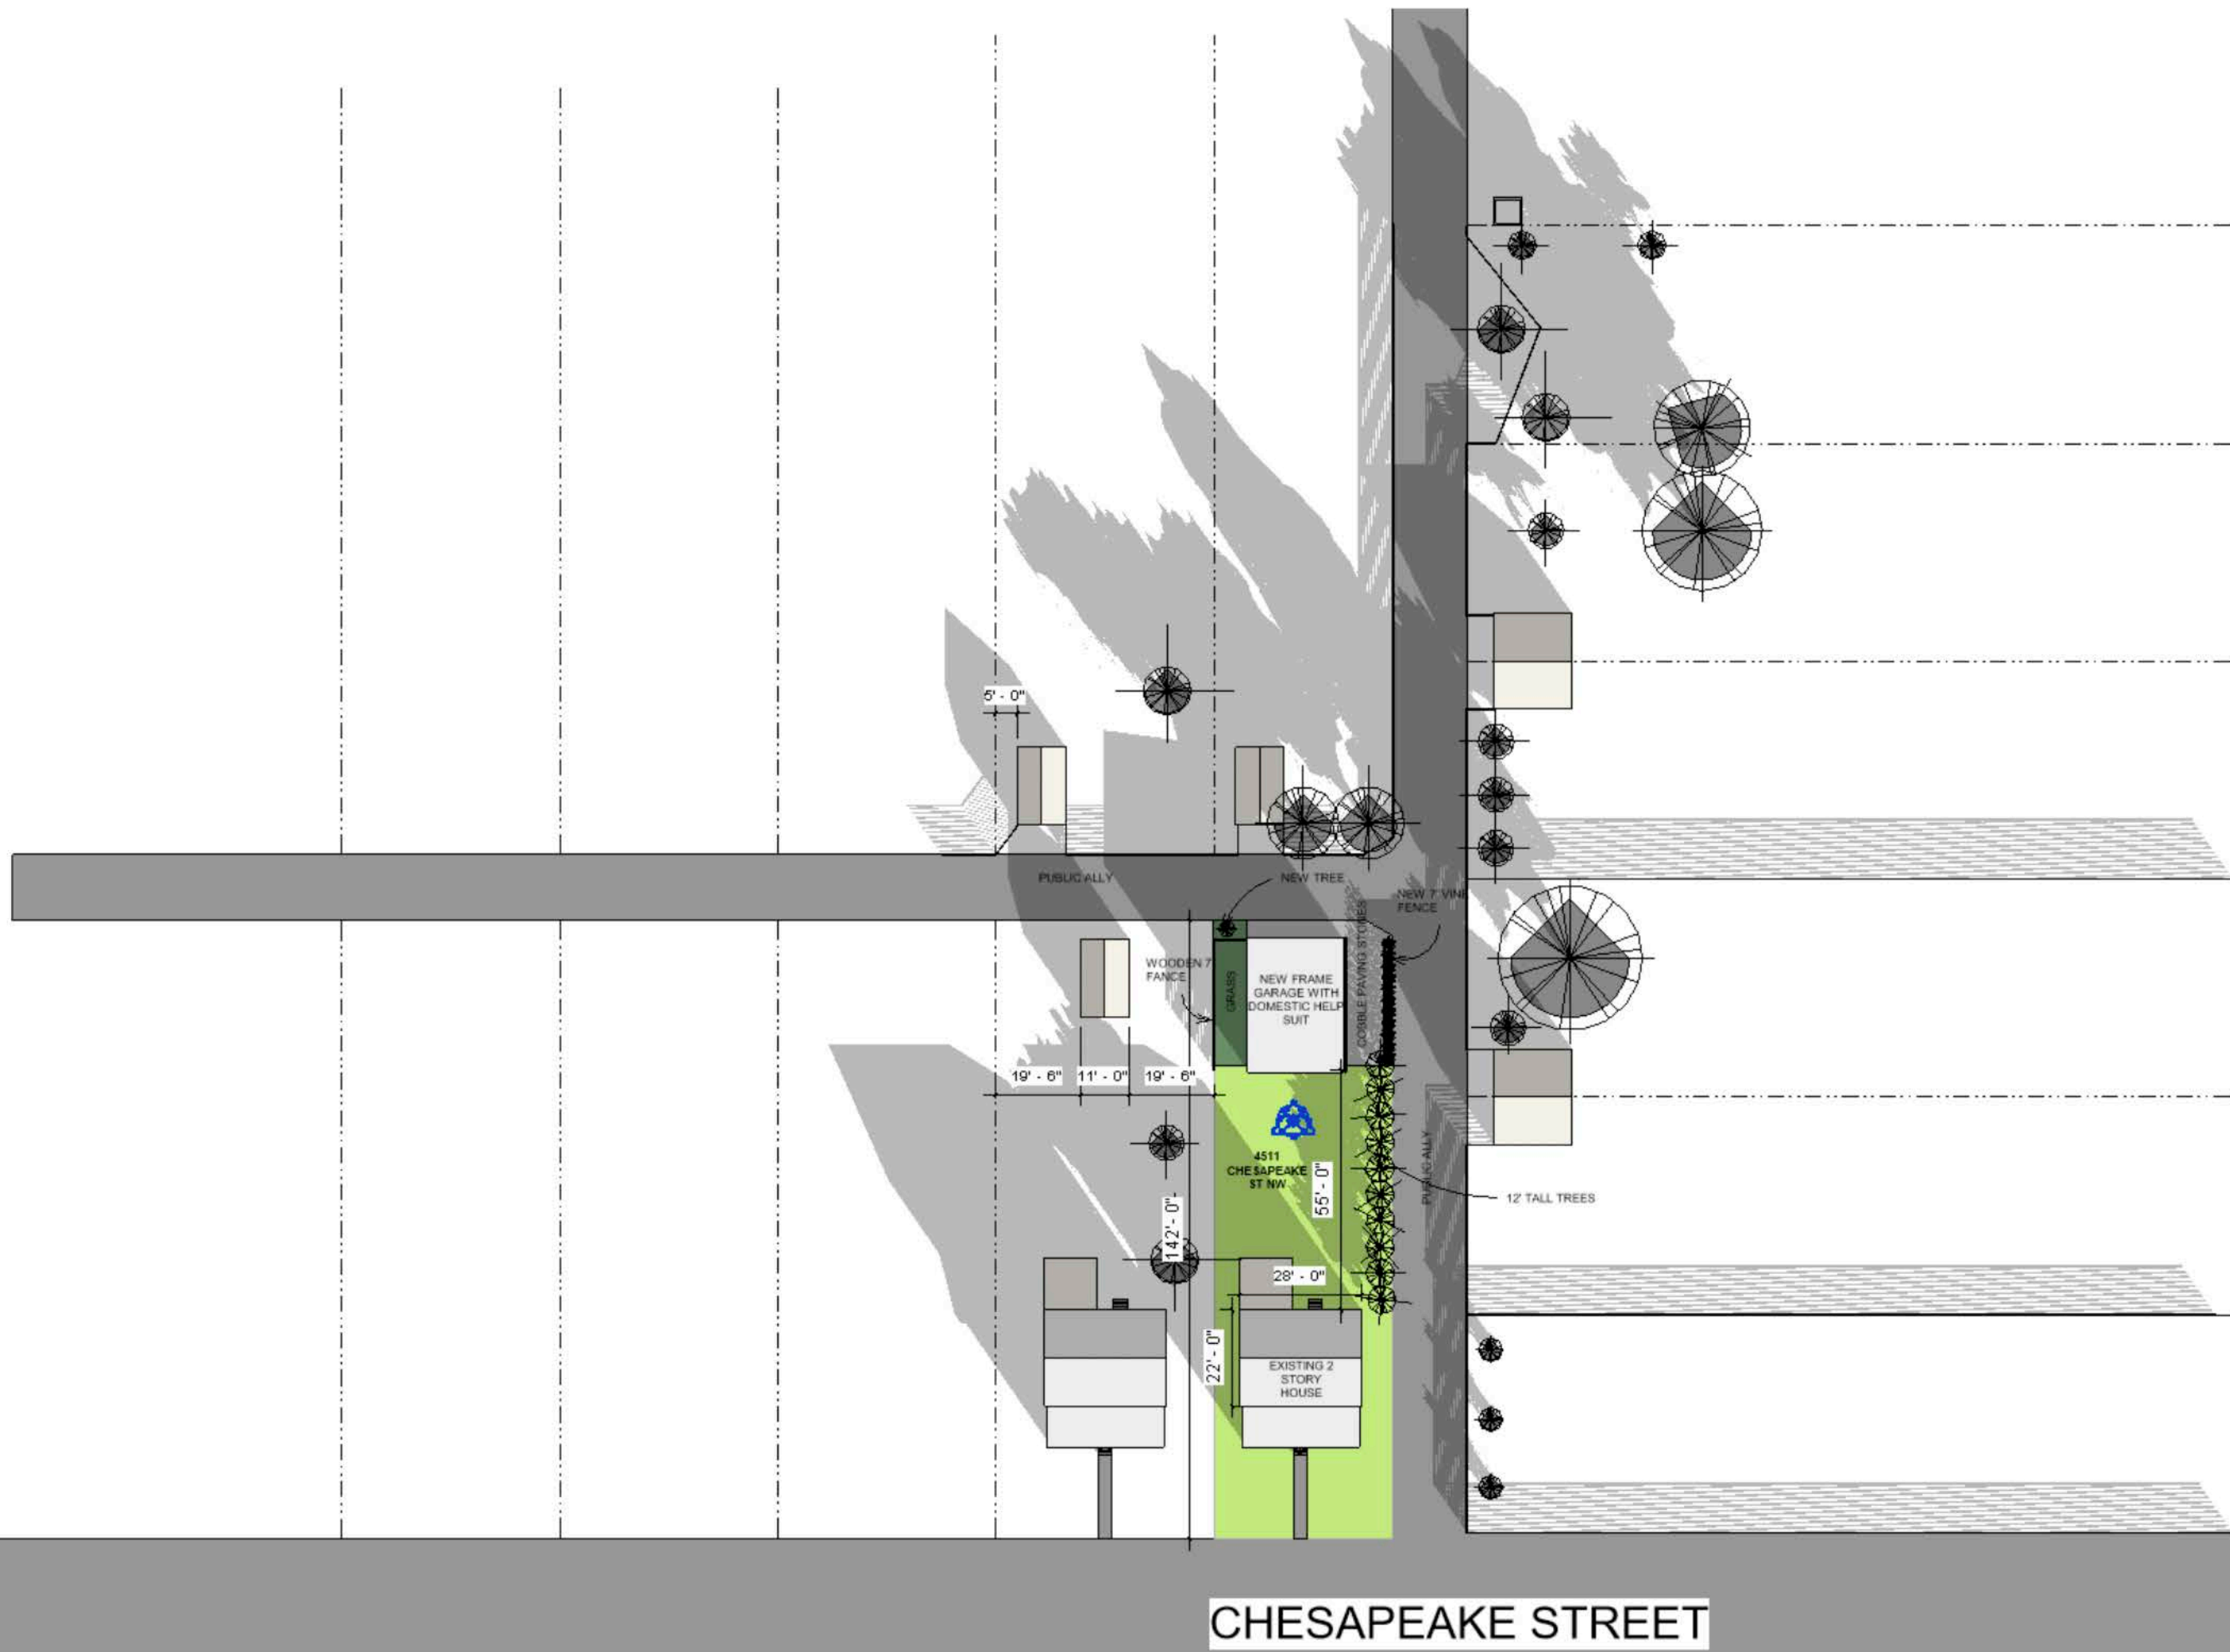 5' - 0"
PUBLIC ALLY
NEW TREE
NEW 7' VINE
FENCE
WOODEN 7'
FANCE
GRASS
NEW FRAME
GARAGE WITH
DOMESTIC HELP
SUIT
COBBLE PAVING STONES
19' - 6"
11' - 0"
19' - 6"
4511
CHESAPEAKE
ST NW
55' - 0"
PUBLIC ALLY
12' TALL TREES
142' - 0"
28' - 0"
22' - 0"
EXISTING 2
STORY
HOUSE
CHESAPEAKE STREET